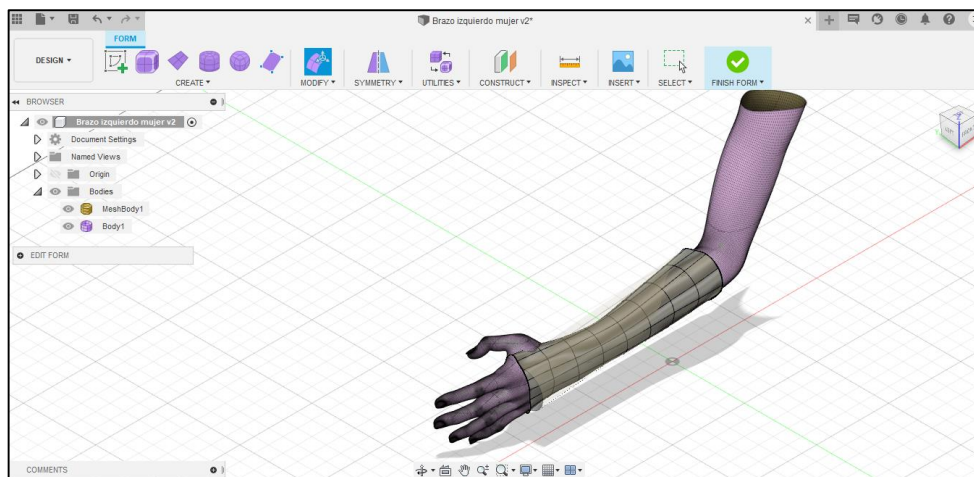 Brazo izquierdo mujer v2*
FORM
DESIGN
CREATE
MODIFY
SYMMETRY
UTILITIES
CONSTRUCT
INSPECT
INSERT
SELECT
FINISH FORM
BROWSER
Brazo izquierdo mujer v2
Document Settings
Named Views
Origin
Bodies
MeshBody1
Body1
EDIT FORM
COMMENTS